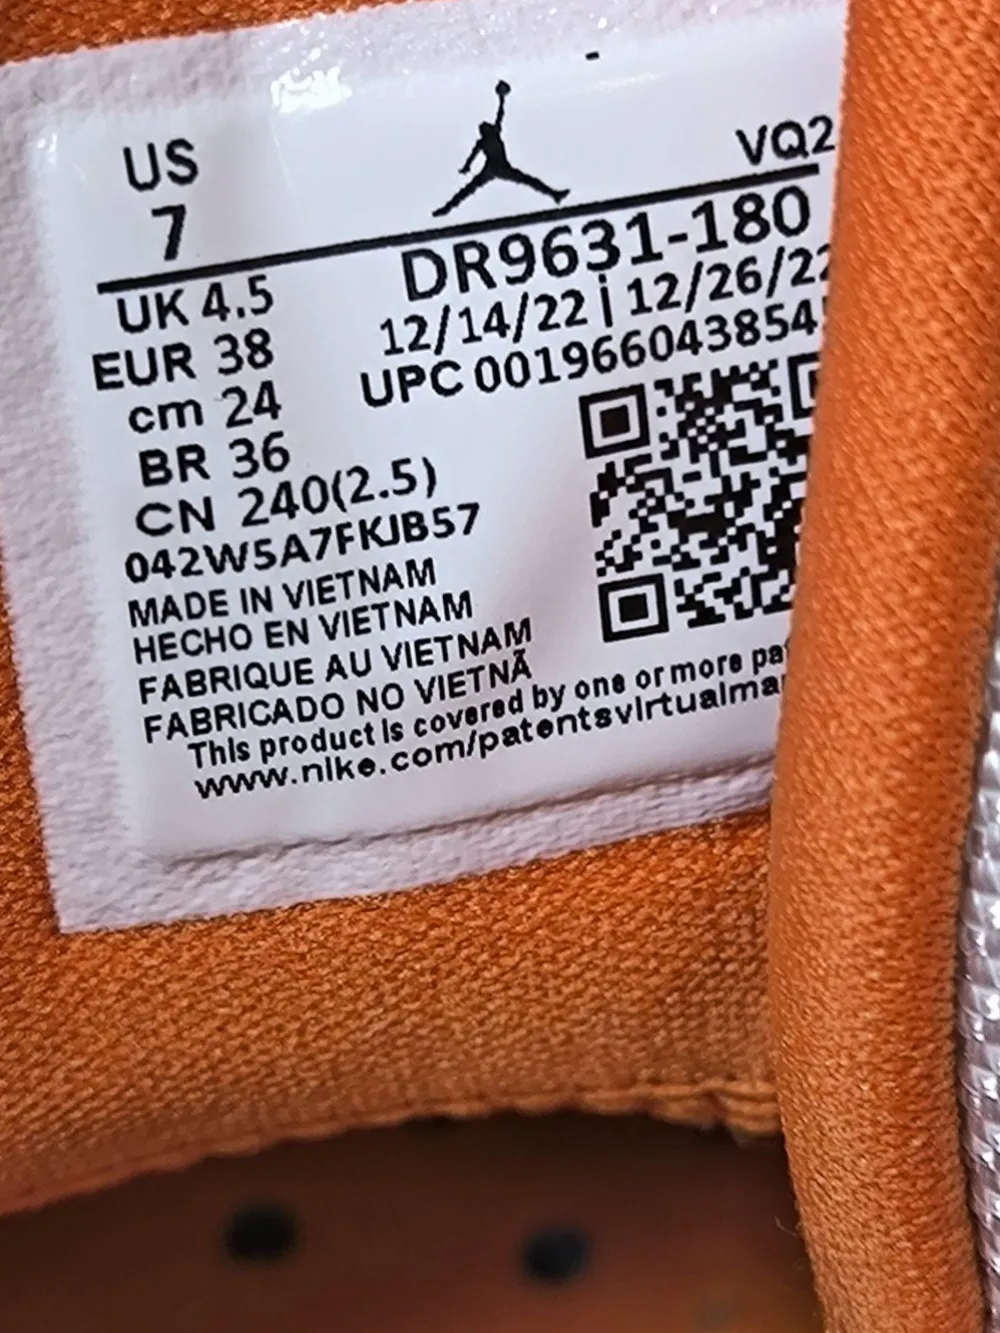 US
7
VQ2
UK 4.5
EUR 38
cm 24
BR 36
CN 240(2.5)
DR9631-180
12/14/22 | 12/26/22
UPC 0019660438545
042W5A7FKJB57
MADE IN VIETNAM
HECHO EN VIETNAM
FABRIQUE AU VIETNAM
FABRICADO NO VIETNÃ
This product is covered by one or more
www.nike.com/patentsvirtualma